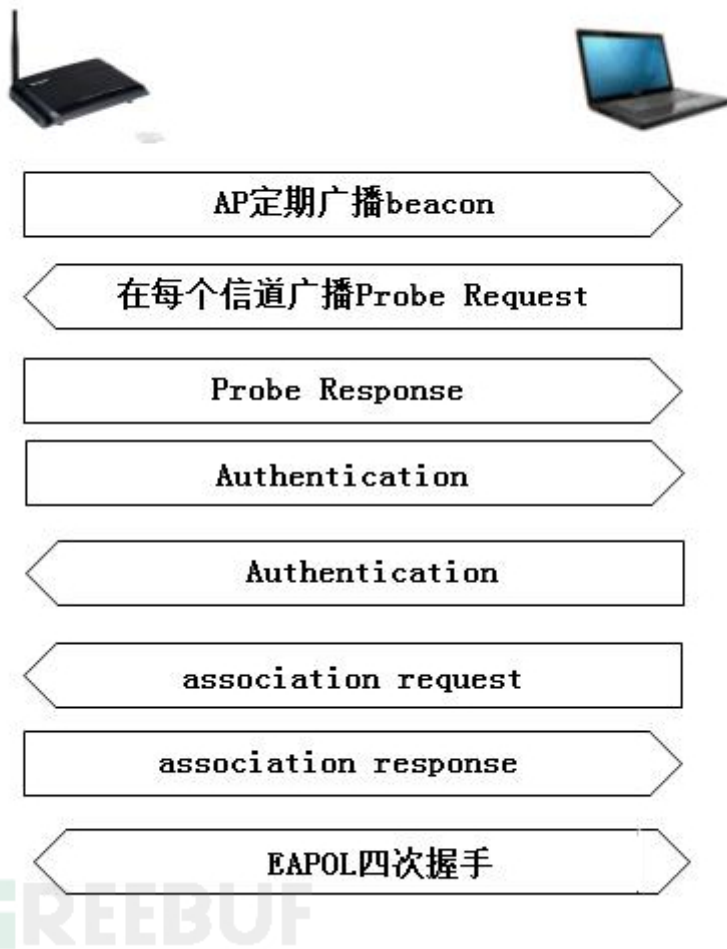 AP定期广播beacon
在每个信道广播Probe Request
Probe Response
Authentication
Authentication
association request
association response
EAPOL四次握手
REEBUF